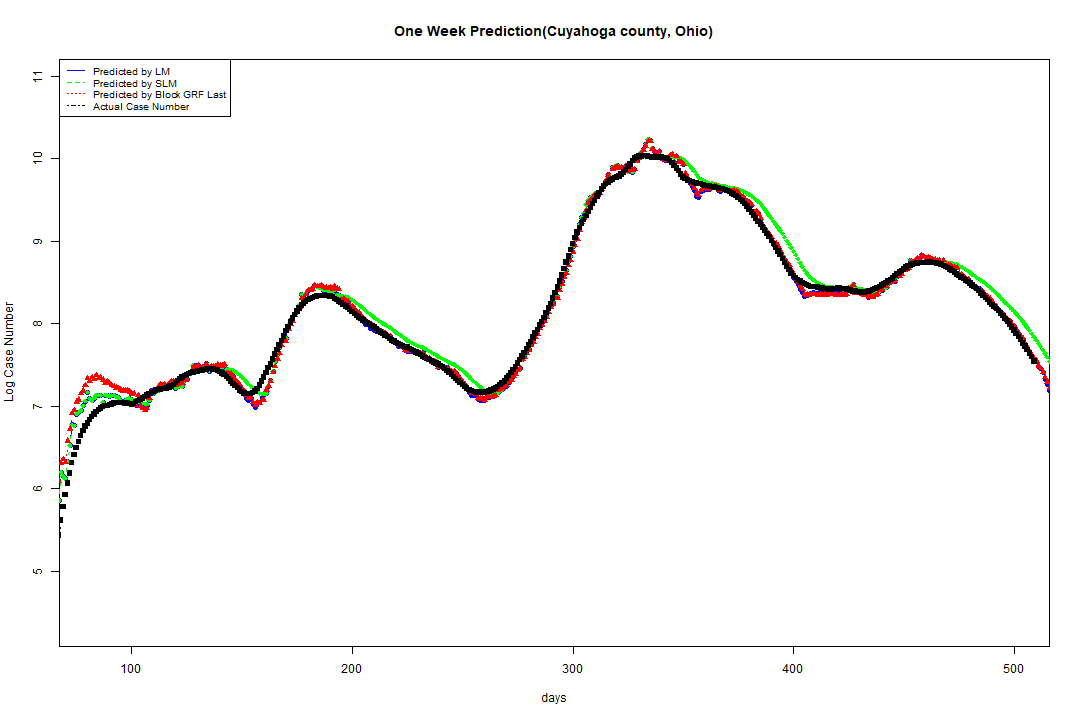 One Week Prediction(Cuyahoga county, Ohio)
Predicted by LM
Predicted by SLM
Predicted by Block GRF Last
Actual Case Number
11
10
9
8
7
6
5
Log Case Number
100 200 300 400 500
days